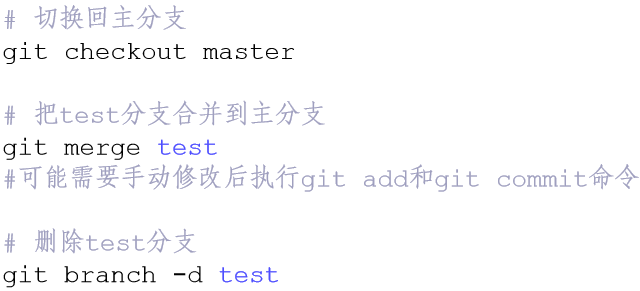 # 切换回主分支
git checkout master
# 把test分支合并到主分支
git merge test
#可能需要手动修改后执行git add和git commit命令
# 删除test分支
git branch -d test